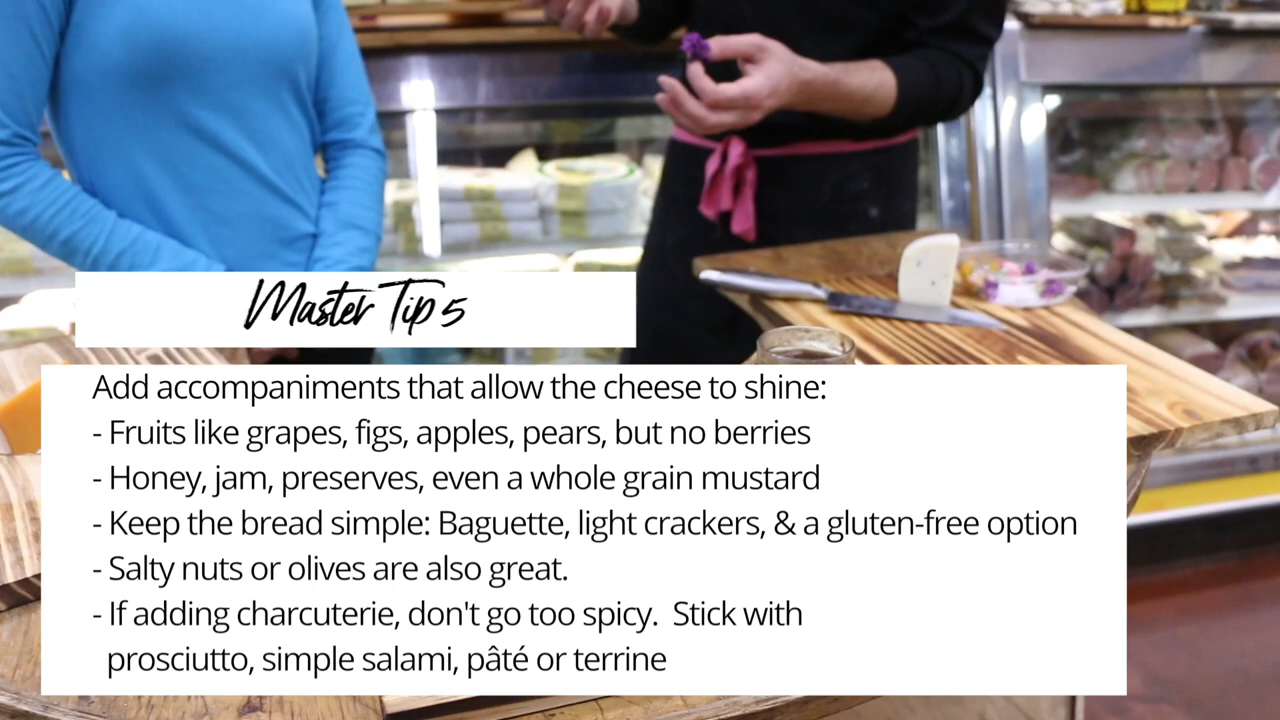 Master Tip 5
Add accompaniments that allow the cheese to shine:
- Fruits like grapes, figs, apples, pears, but no berries
- Honey, jam, preserves, even a whole grain mustard
- Keep the bread simple: Baguette, light crackers, & a gluten-free option
- Salty nuts or olives are also great.
- If adding charcuterie, don't go too spicy.  Stick with
prosciutto, simple salami, pâté or terrine